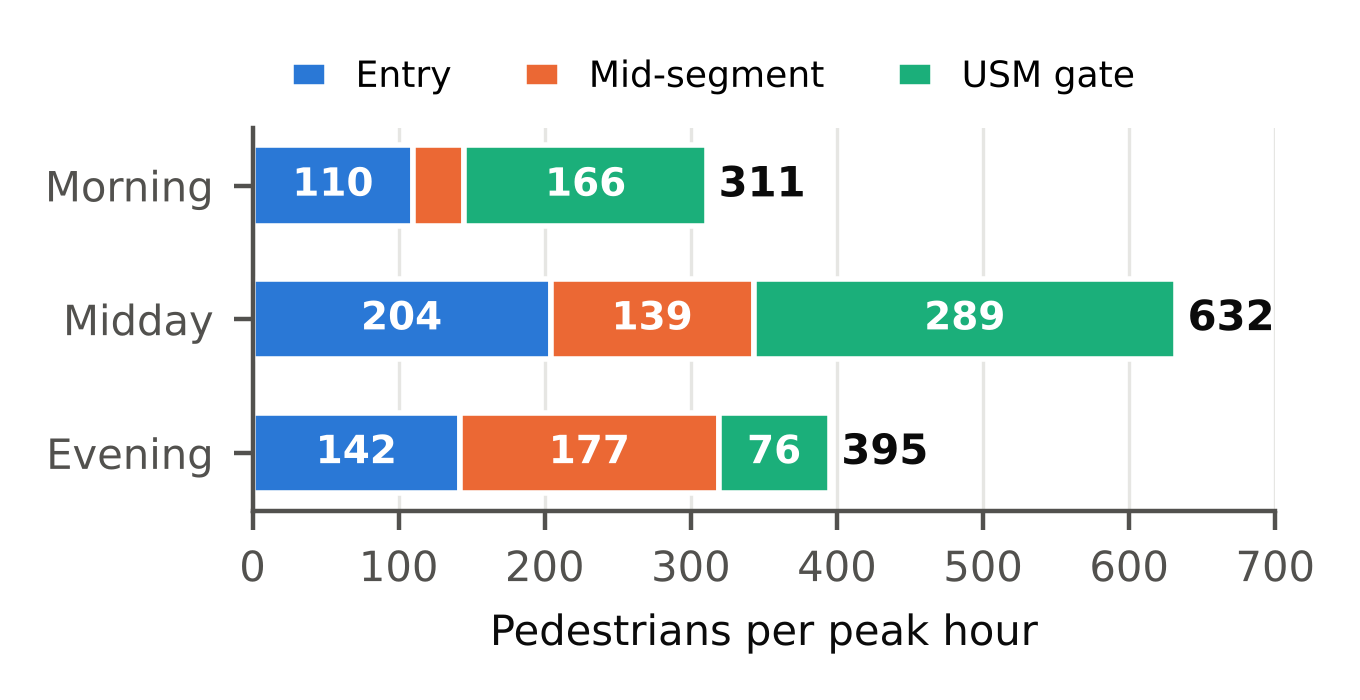 Entry Mid-segment USM gate
Morning 110 166 311
Midday 204 139 289 632
Evening 142 177 76 395
0 100 200 300 400 500 600 700
Pedestrians per peak hour